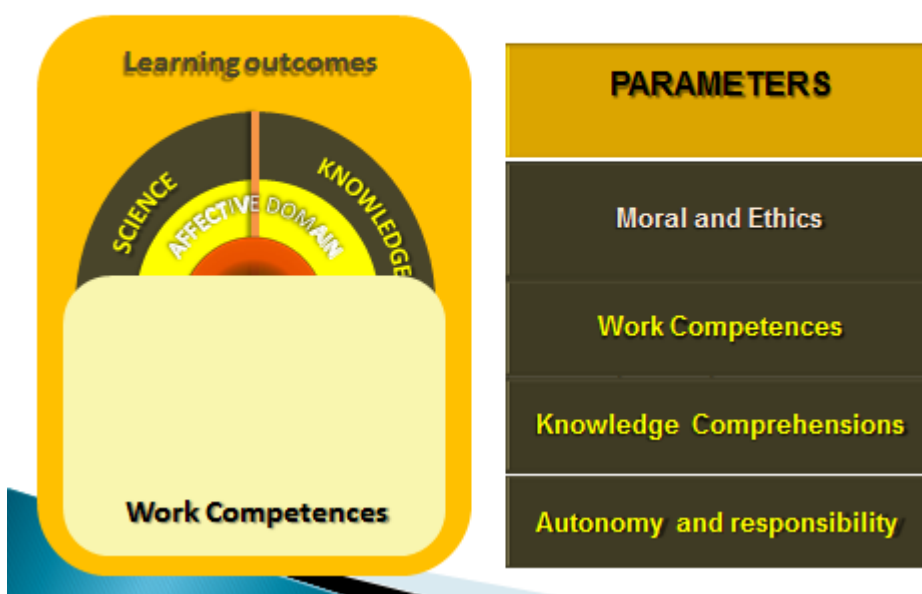 Learning outcomes
SCIENCE
KNOWLEDGE
AFFECTIVE DOMAIN
Work Competences
PARAMETERS
Moral and Ethics
Work Competences
Knowledge Comprehensions
Autonomy and responsibility